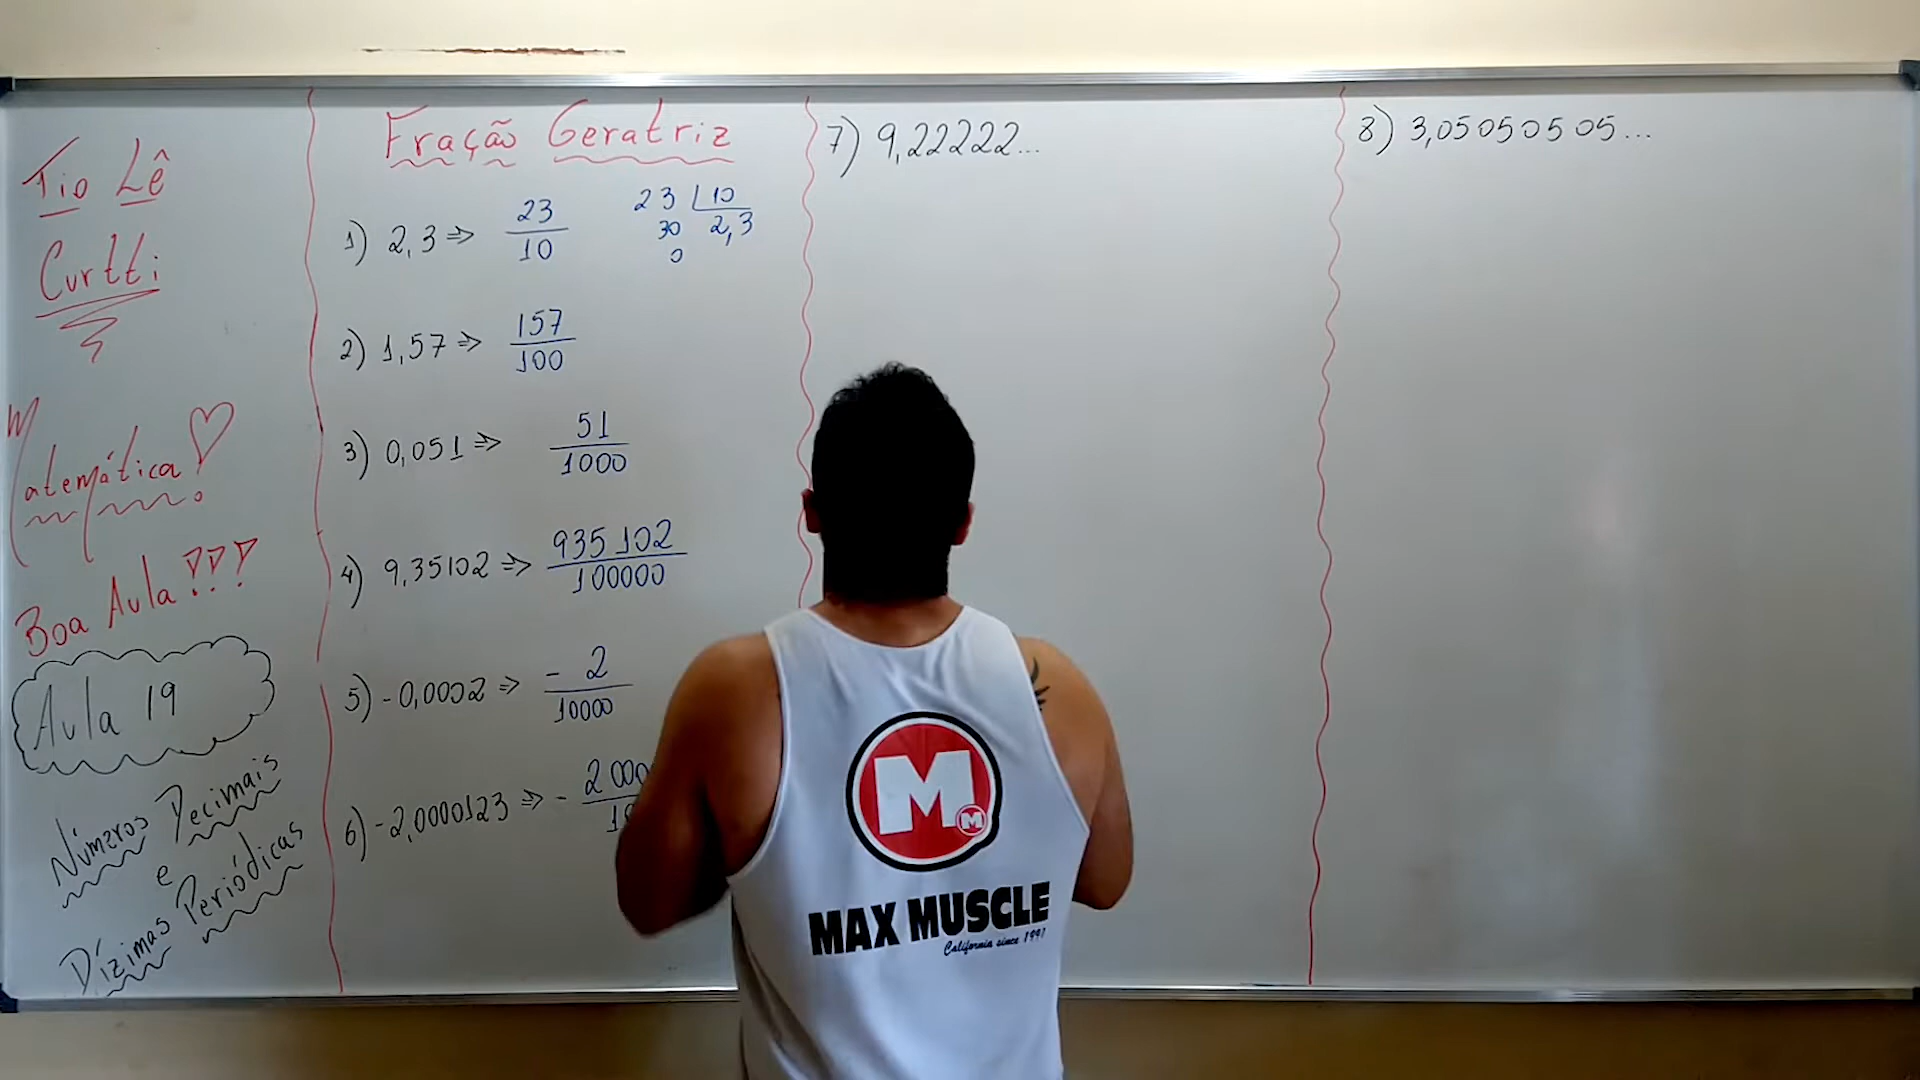 Tio Lê
Curtti
Matemática!
Boa Aula!!!
Aula 19
Números Decimais
e
Dízimas Periódicas
Fração Geratriz
1) 2,3 ⇒ 23/10
23 | 10
30 2,3
0
2) 1,57 ⇒ 157/100
3) 0,051 ⇒ 51/1000
4) 9,35102 ⇒ 935102/100000
5) -0,0002 ⇒ -2/10000
6) -2,0000123 ⇒ - 2000
7) 9,22222...
8) 3,05050505...
M
M
MAX MUSCLE
California since 1991